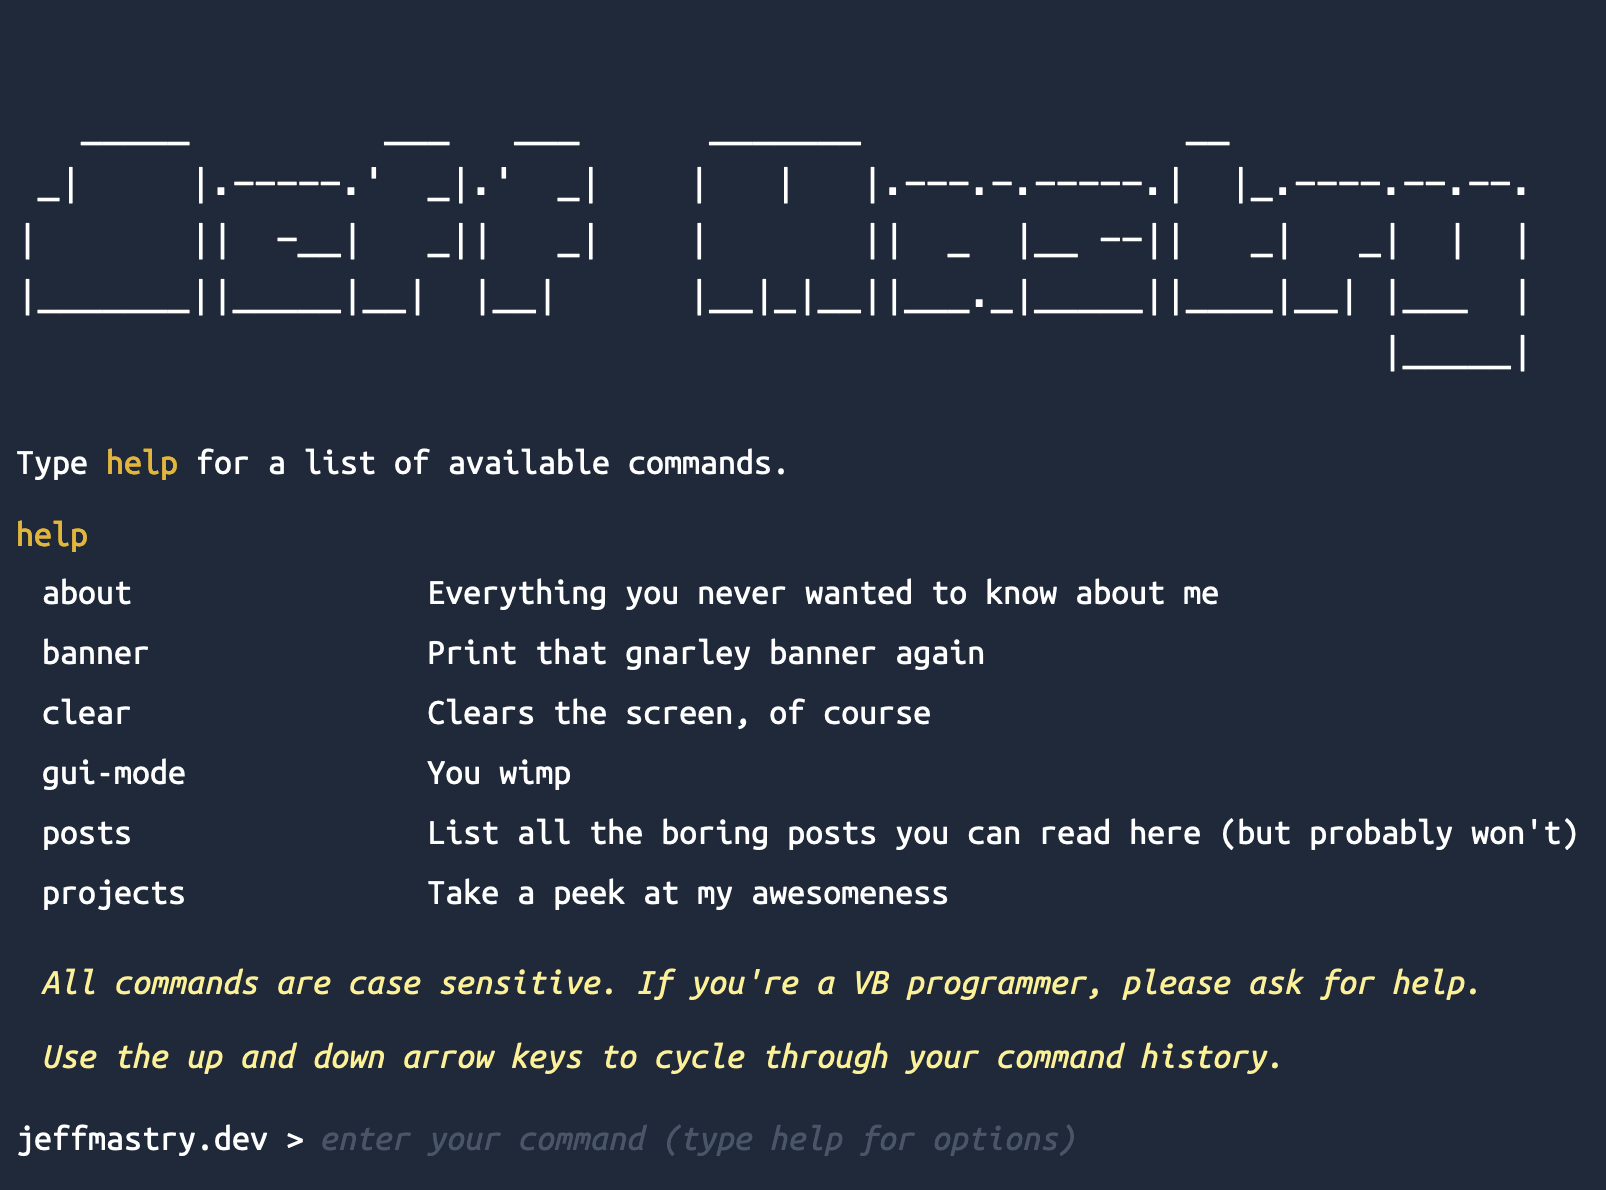 Jeff Mastry
Type help for a list of available commands.
help
about Everything you never wanted to know about me
banner Print that gnarley banner again
clear Clears the screen, of course
gui-mode You wimp
posts List all the boring posts you can read here (but probably won't)
projects Take a peek at my awesomeness
All commands are case sensitive. If you're a VB programmer, please ask for help.
Use the up and down arrow keys to cycle through your command history.
jeffmastry.dev > enter your command (type help for options)